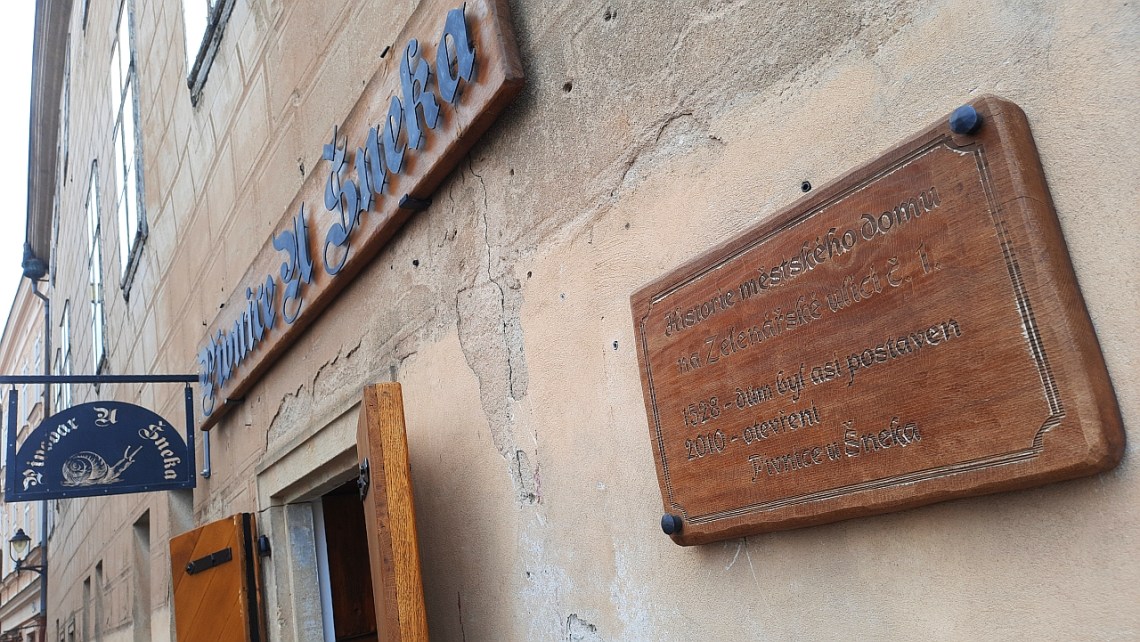 Pivnice U Šneka
Pivovar U Šneka
Historie městského domu
na Zelenářské ulici č. 1.
1528 - dům byl asi postaven
2010 - otevření
Pivnice u Šneka